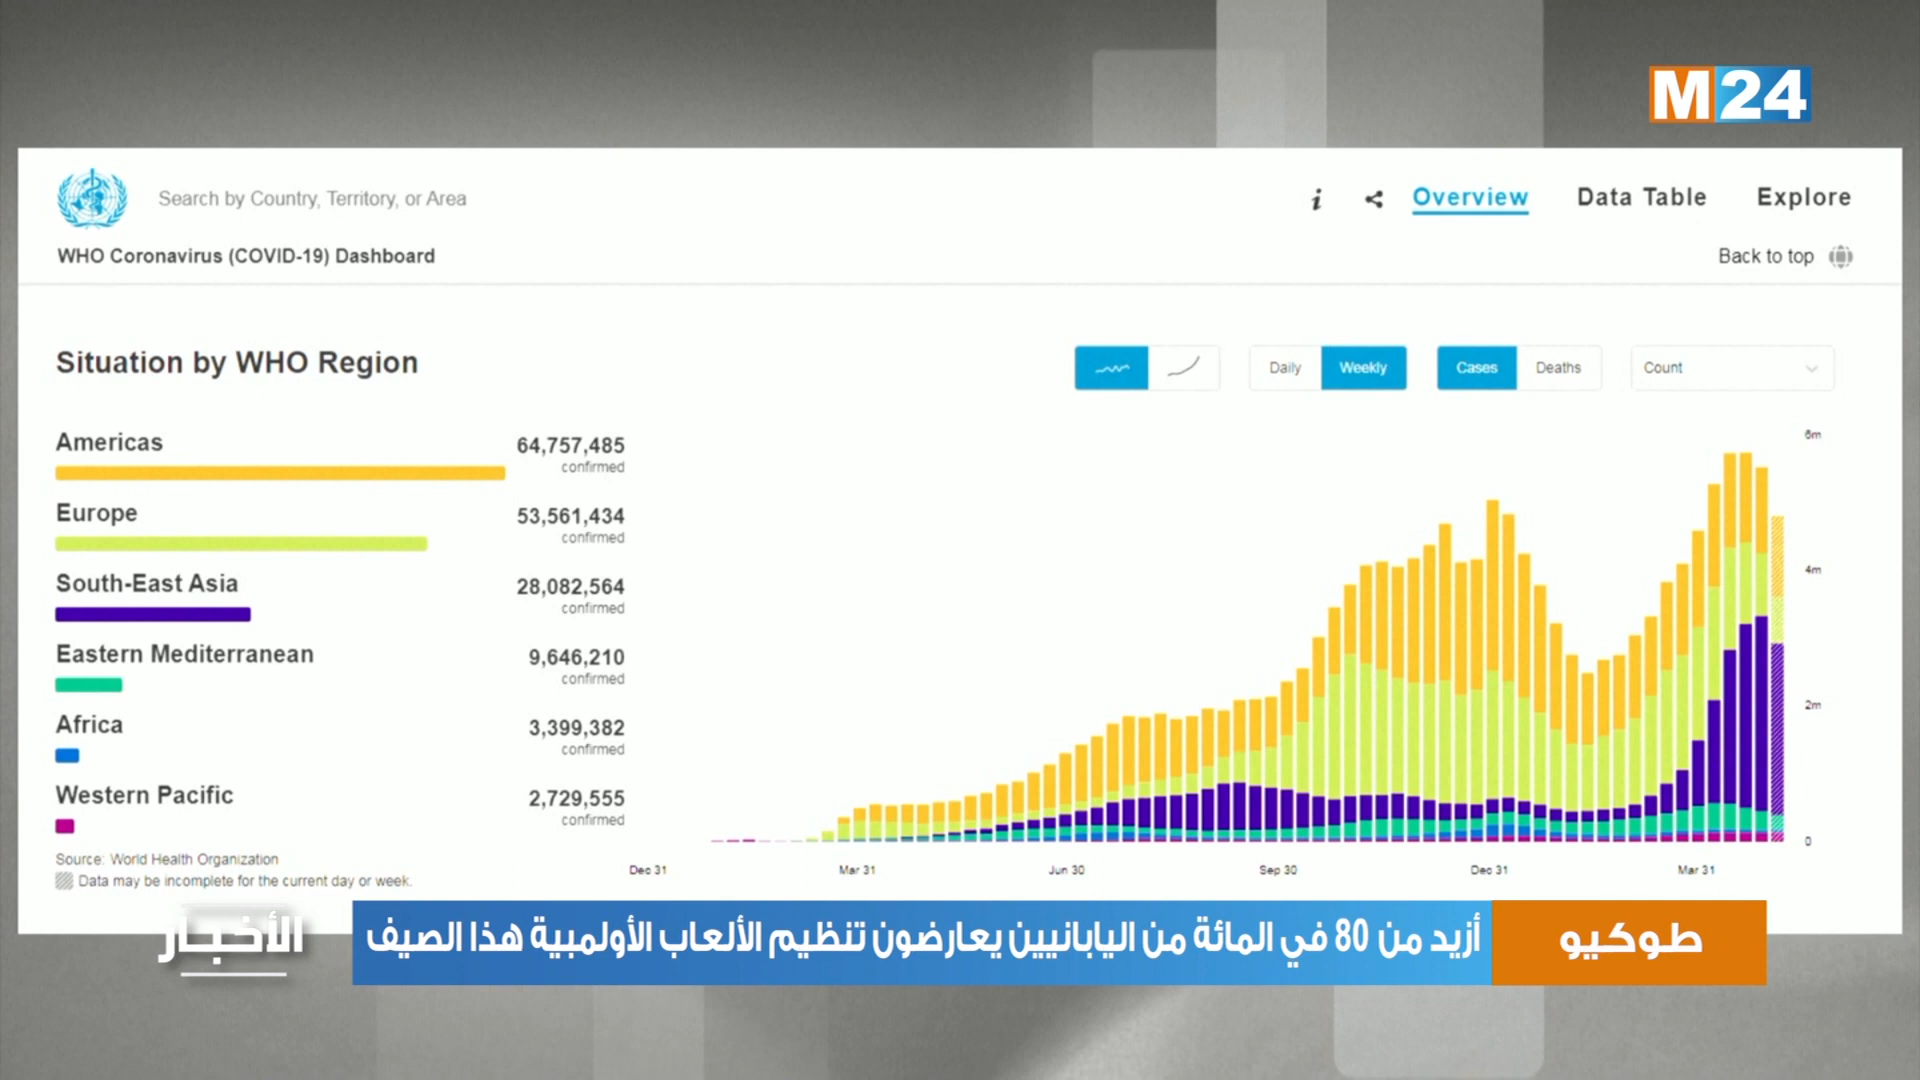 M24
Search by Country, Territory, or Area
i
Overview
Data Table
Explore
WHO Coronavirus (COVID-19) Dashboard
Back to top
Situation by WHO Region
Daily
Weekly
Cases
Deaths
Count
Americas
64,757,485
confirmed
Europe
53,561,434
confirmed
South-East Asia
28,082,564
confirmed
Eastern Mediterranean
9,646,210
confirmed
Africa
3,399,382
confirmed
Western Pacific
2,729,555
confirmed
Source: World Health Organization
Data may be incomplete for the current day or week.
6m
4m
2m
0
Dec 31
Mar 31
Jun 30
Sep 30
Dec 31
Mar 31
طوكيو
أزيد من 80 في المائة من اليابانيين يعارضون تنظيم الألعاب الأولمبية هذا الصيف
الأخبار